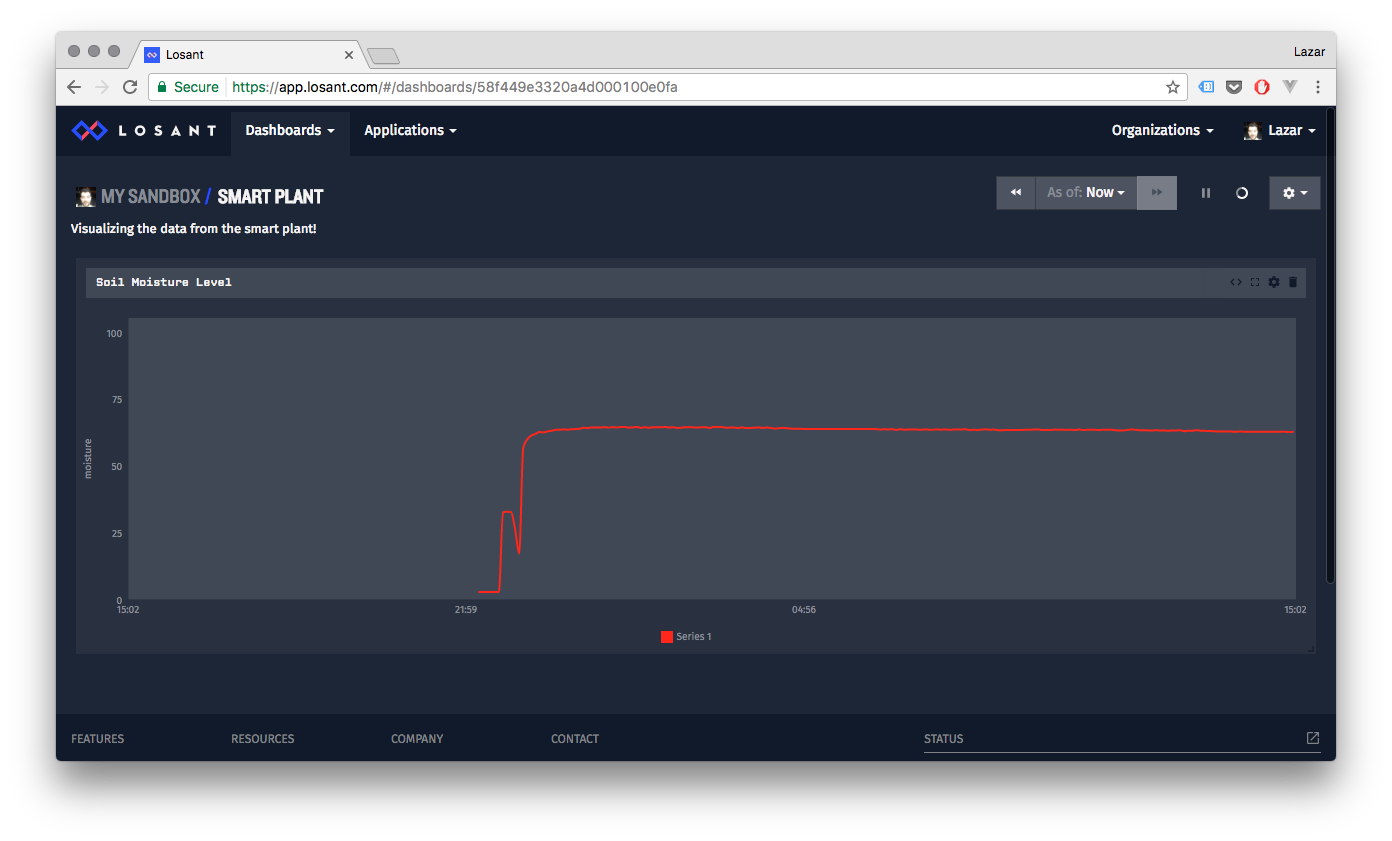 Losant
Lazar
Secure https://app.losant.com/#/dashboards/58f449e3320a4d000100e0fa
LOSANT Dashboards Applications Organizations Lazar
MY SANDBOX / SMART PLANT As of: Now
Visualizing the data from the smart plant!
Soil Moisture Level
100
75
moisture
50
25
0
15:02 21:59 04:56 15:02
Series 1
FEATURES RESOURCES COMPANY CONTACT STATUS